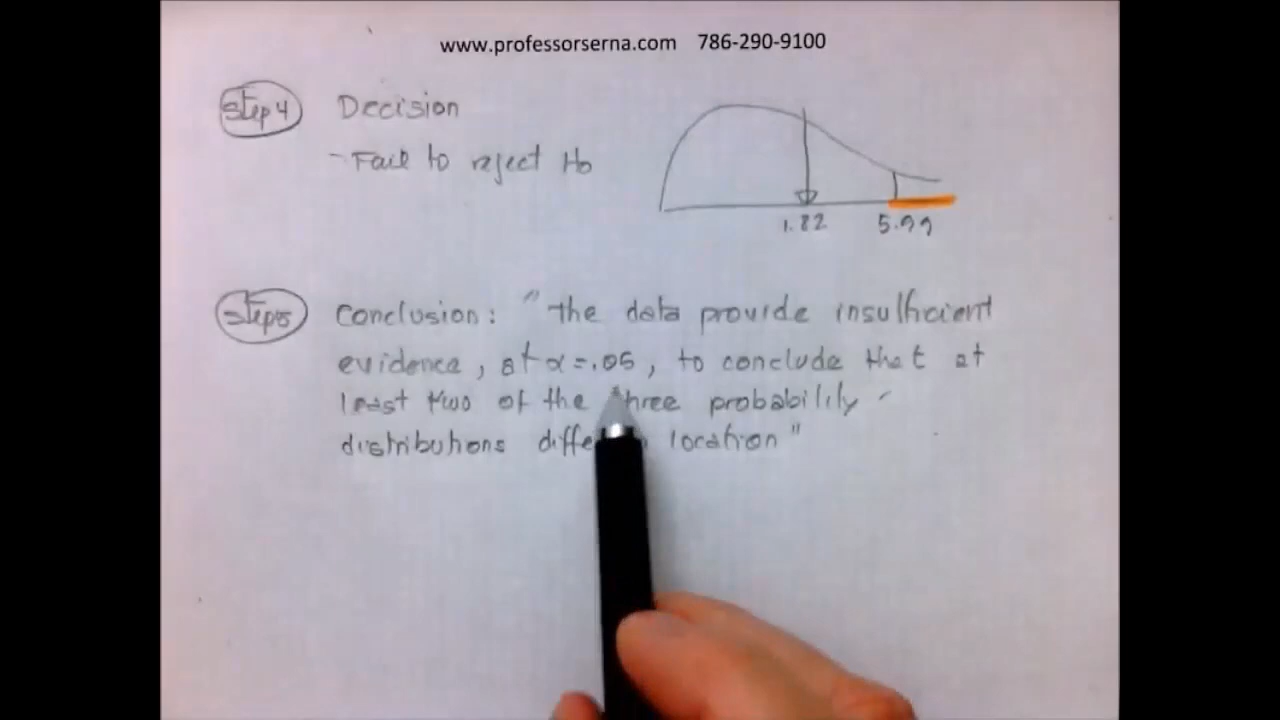 www.professorserna.com 786-290-9100
Step 4 Decision
- Fail to reject Ho
1.82 5.99
Step 5 Conclusion: "the data provide insufficient
evidence, at α = .05, to conclude that at
least two of the three probability
distributions differ location"